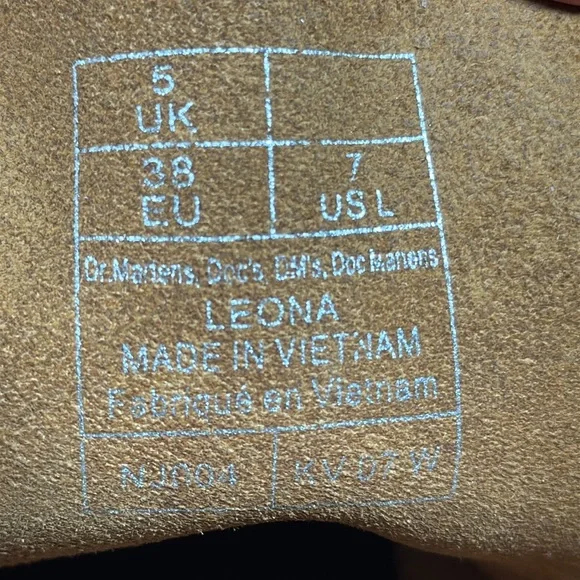 5
UK
38
EU
7
US L
Dr.Martens, Doc's, DM's, Doc Martens
LEONA
MADE IN VIETNAM
Fabriqué en Vietnam
NJ004
KV 07 W